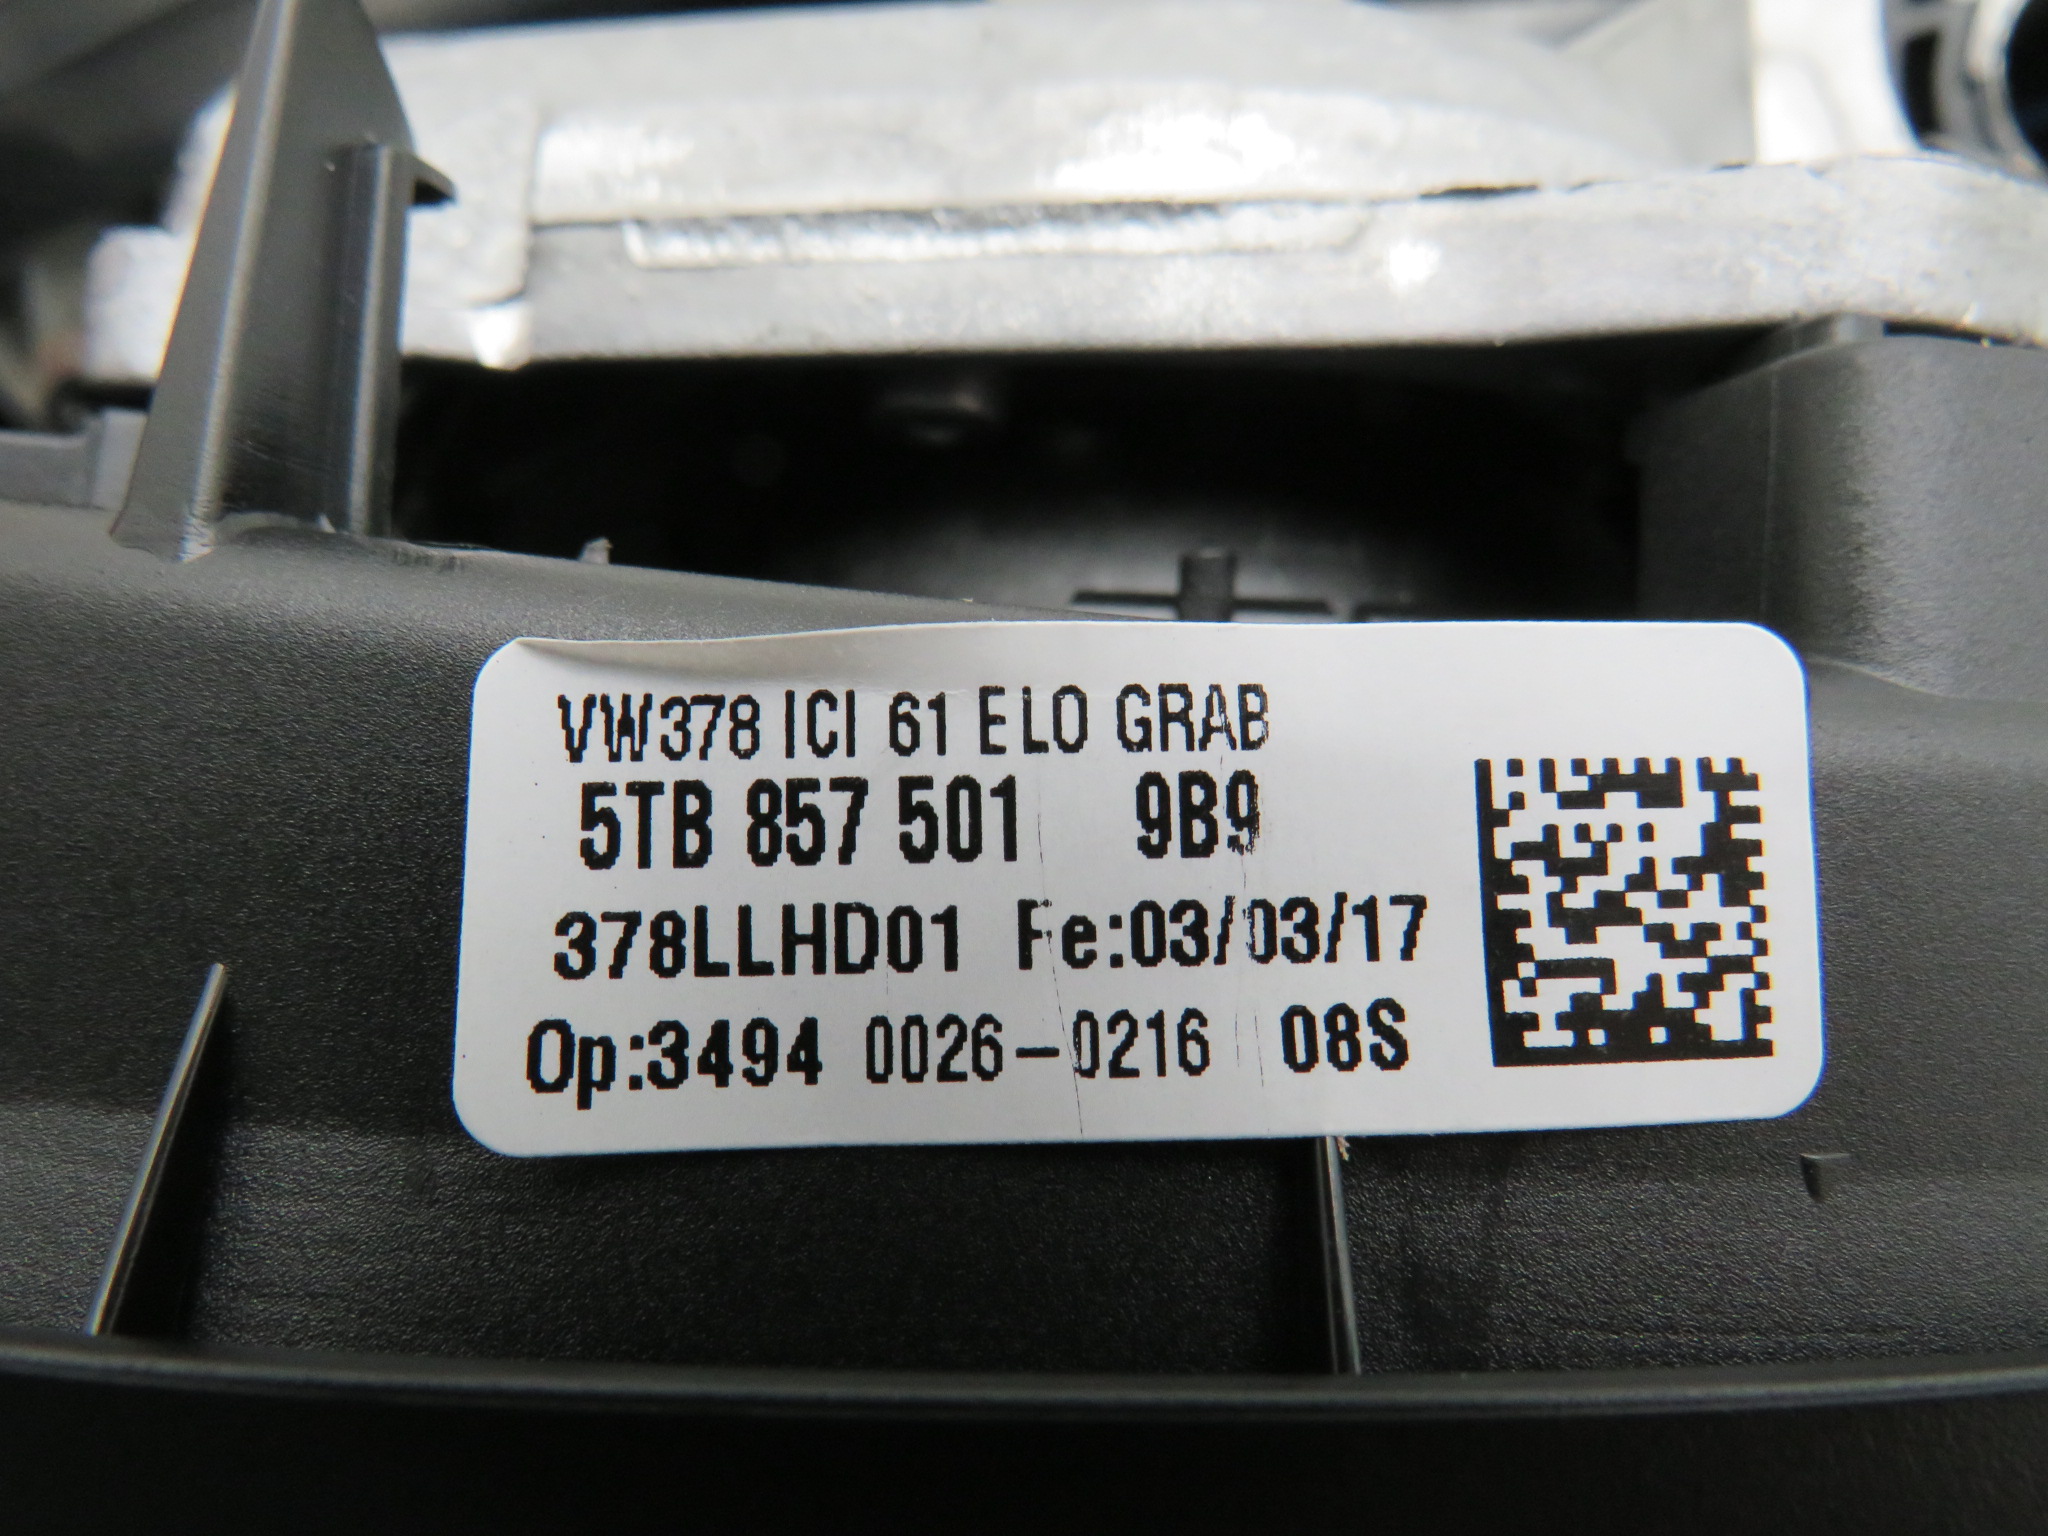 VW378 ICI 61 ELO GRAB
5TB 857 501 9B9
378LLHD01 Fe:03/03/17
Op:3494 0026-0216 08S